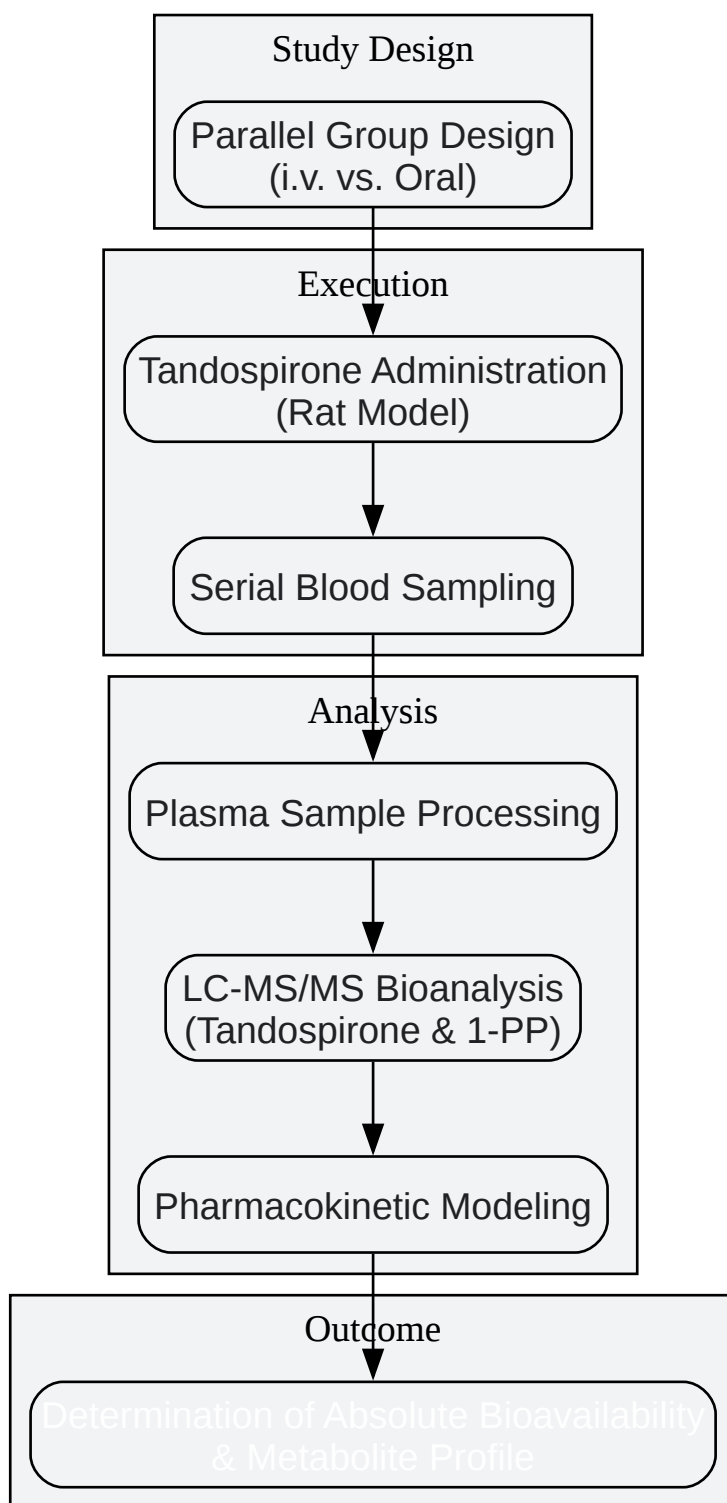 Study Design
Parallel Group Design
(i.v. vs. Oral)
Execution
Tandospirone Administration
(Rat Model)
Serial Blood Sampling
Analysis
Plasma Sample Processing
LC-MS/MS Bioanalysis
(Tandospirone & 1-PP)
Pharmacokinetic Modeling
Outcome
Determination of Absolute Bioavailability
& Metabolite Profile